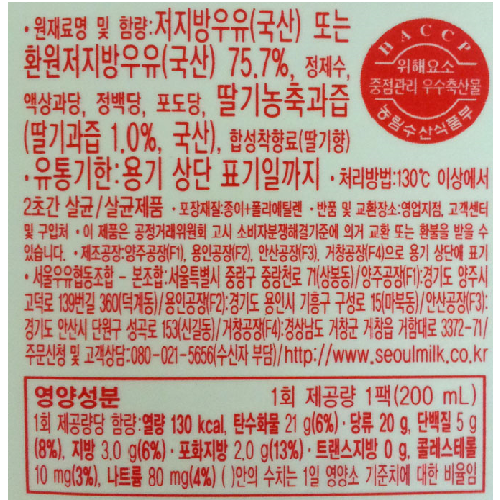 · 원재료명 및 함량:저지방우유(국산) 또는
환원저지방우유(국산) 75.7%, 정제수,
액상과당, 정백당, 포도당, 딸기농축과즙
(딸기과즙 1.0%, 국산), 합성착향료(딸기향)
HACCP
위해요소
중점관리 우수축산물
농림수산식품부
· 유통기한:용기 상단 표기일까지 · 처리방법:130℃ 이상에서
2초간 살균/살균제품 · 포장재질:종이+폴리에틸렌 · 반품 및 교환장소:영업지점, 고객센터
및 구입처 · 이 제품은 공정거래위원회 고시 소비자분쟁해결기준에 의거 교환 또는 환불을 받을 수
있습니다. · 제조공장:양주공장(F1), 용인공장(F2), 안산공장(F3), 거창공장(F4)으로 용기 상단에 표기
· 서울우유협동조합 - 본조합:서울특별시 중랑구 중랑천로 71(상봉동)/양주공장(F1):경기도 양주시
고덕로 139번길 360(덕계동)/용인공장(F2):경기도 용인시 기흥구 구성로 15(마북동)/안산공장(F3):
경기도 안산시 단원구 성곡로 153(신길동)/거창공장(F4):경상남도 거창군 거창읍 거함대로 3372-71/
주문신청 및 고객상담:080-021-5656(수신자 부담)/http://www.seoulmilk.co.kr
영양성분 1회 제공량 1팩(200 mL)
1회 제공량당 함량:열량 130 kcal, 탄수화물 21 g(6%) · 당류 20 g, 단백질 5 g
(8%), 지방 3.0 g(6%) · 포화지방 2.0 g(13%) · 트랜스지방 0 g, 콜레스테롤
10 mg(3%), 나트륨 80 mg(4%) ( )안의 수치는 1일 영양소 기준치에 대한 비율임